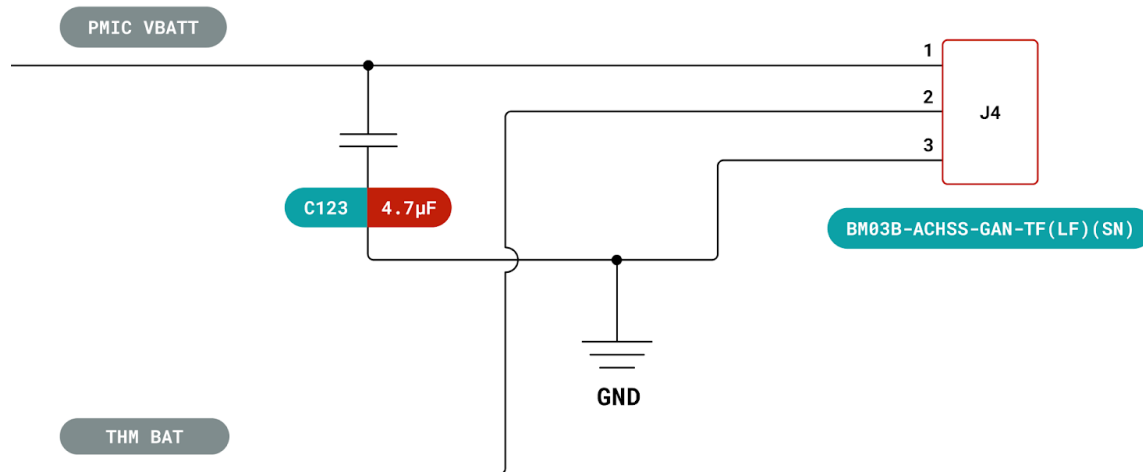 PMIC VBATT
1
2
J4
3
C123 4.7µF
BM03B-ACHSS-GAN-TF(LF)(SN)
GND
THM BAT